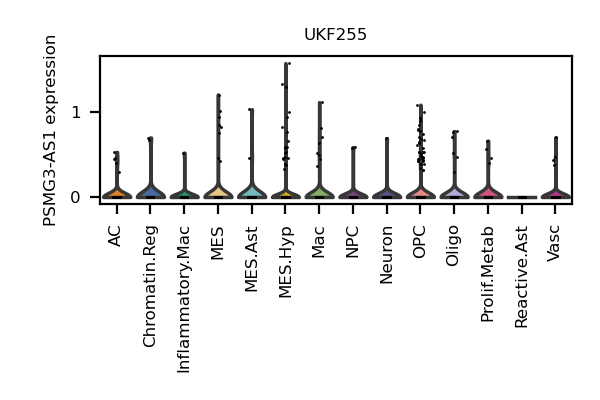 UKF255
PSMG3-AS1 expression
1
0
AC
Chromatin.Reg
Inflammatory.Mac
MES
MES.Ast
MES.Hyp
Mac
NPC
Neuron
OPC
Oligo
Prolif.Metab
Reactive.Ast
Vasc